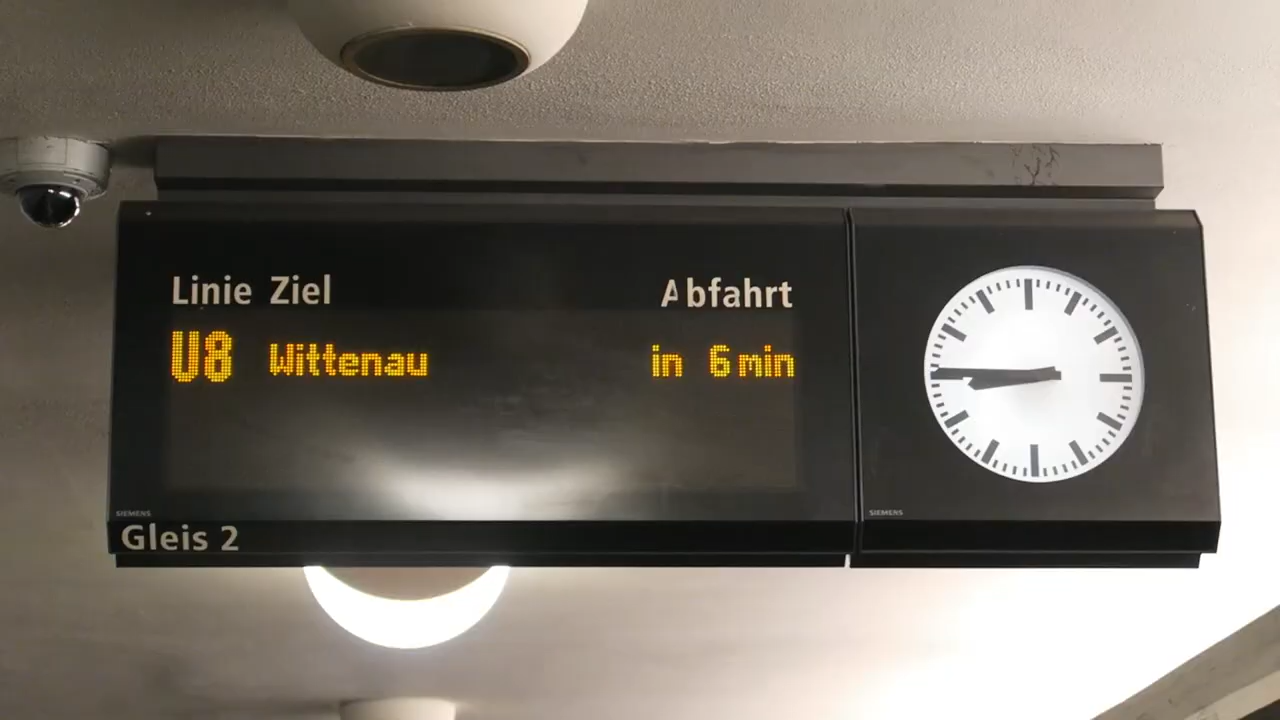 Linie Ziel Abfahrt
U8 Wittenau in 6 min
SIEMENS SIEMENS
Gleis 2